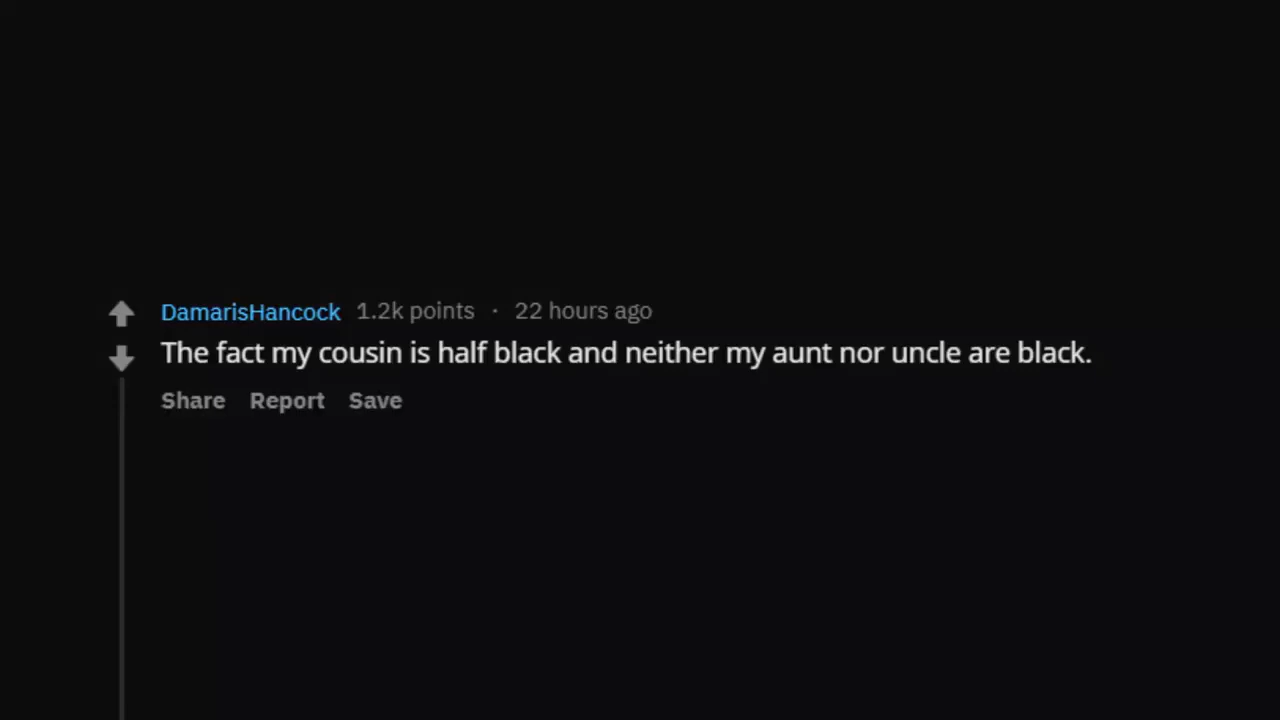 DamarisHancock 1.2k points · 22 hours ago
The fact my cousin is half black and neither my aunt nor uncle are black.
Share Report Save